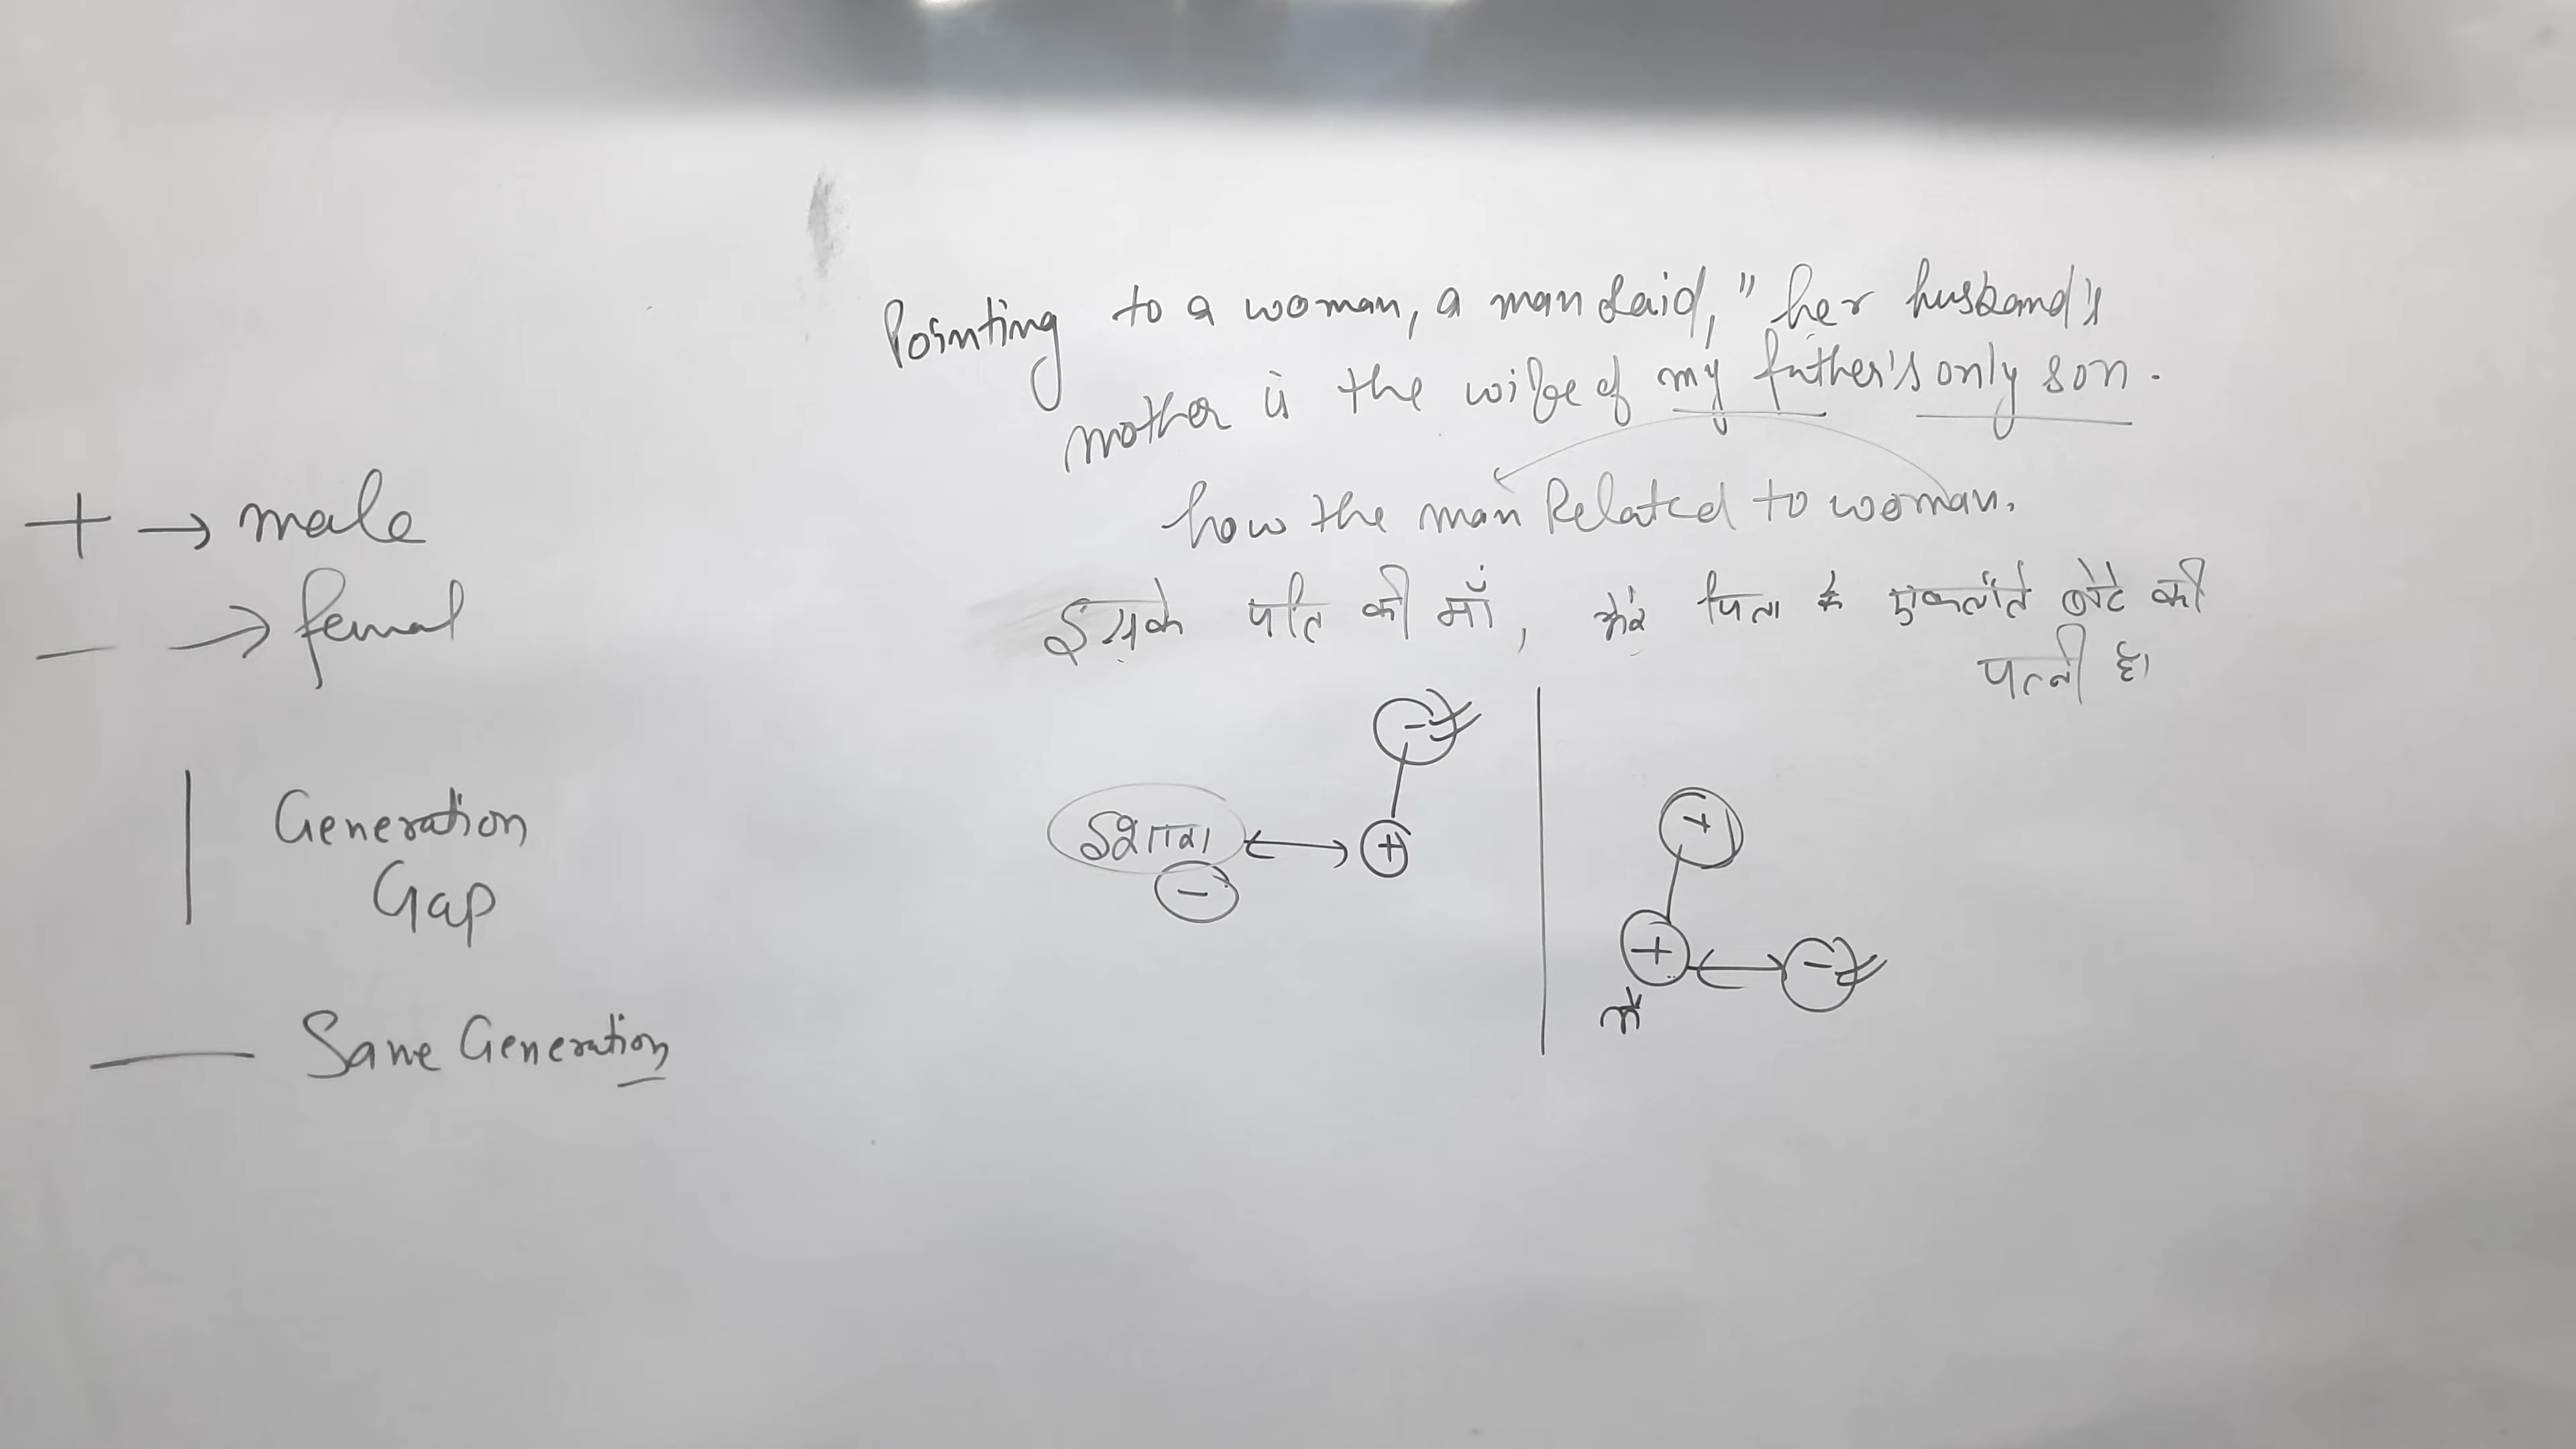 Pointing to a woman, a man said, " her husband's
mother is the wife of my father's only son.
how the man Related to woman.
इसके पति की माँ, मेरे पिता के इकलौते बेटे की
पत्नी है।
+ → male
− → femal
Generation
Gap
Same Generation
इशारा
−
+
−
+
+
−
मैं